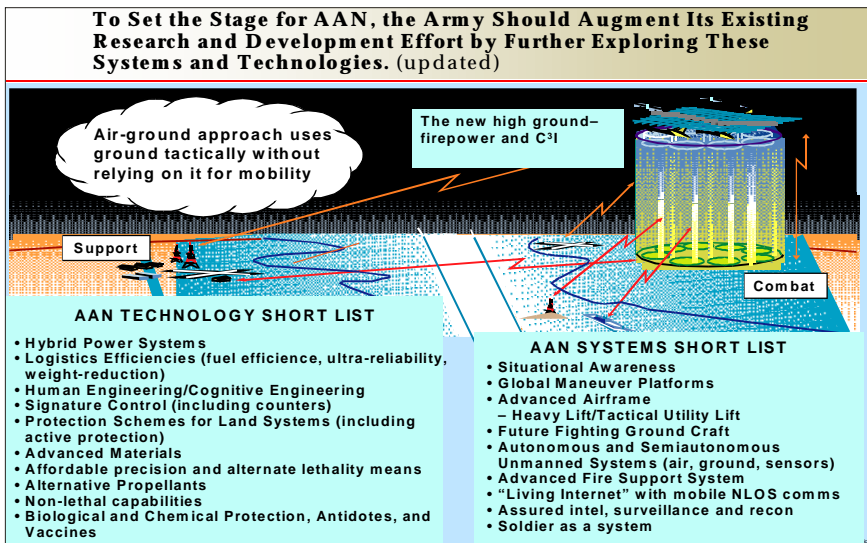 To Set the Stage for AAN, the Army Should Augment Its Existing
Research and Development Effort by Further Exploring These
Systems and Technologies. (updated)
Air-ground approach uses
ground tactically without
relying on it for mobility
The new high ground–
firepower and C³I
Support
Combat
AAN TECHNOLOGY SHORT LIST
• Hybrid Power Systems
• Logistics Efficiencies (fuel efficience, ultra-reliability,
weight-reduction)
• Human Engineering/Cognitive Engineering
• Signature Control (including counters)
• Protection Schemes for Land Systems (including
active protection)
• Advanced Materials
• Affordable precision and alternate lethality means
• Alternative Propellants
• Non-lethal capabilities
• Biological and Chemical Protection, Antidotes, and
Vaccines
AAN SYSTEMS SHORT LIST
• Situational Awareness
• Global Maneuver Platforms
• Advanced Airframe
– Heavy Lift/Tactical Utility Lift
• Future Fighting Ground Craft
• Autonomous and Semiautonomous
Unmanned Systems (air, ground, sensors)
• Advanced Fire Support System
• “Living Internet” with mobile NLOS comms
• Assured intel, surveillance and recon
• Soldier as a system